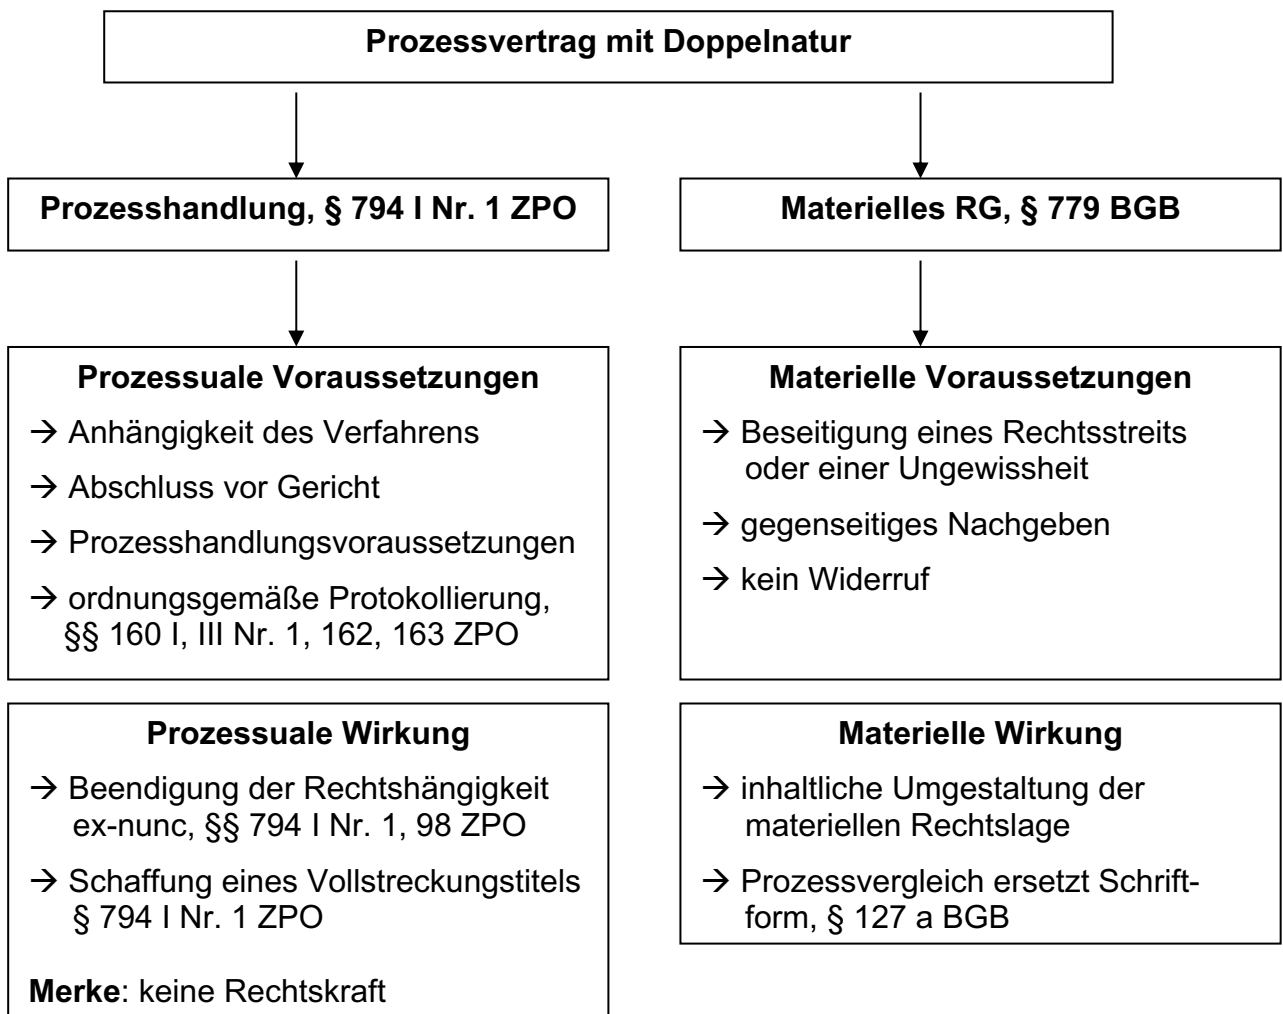 Prozessvertrag mit Doppelnatur
Prozesshandlung, § 794 I Nr. 1 ZPO
Materielles RG, § 779 BGB
Prozessuale Voraussetzungen
→ Anhängigkeit des Verfahrens
→ Abschluss vor Gericht
→ Prozesshandlungsvoraussetzungen
→ ordnungsgemäße Protokollierung,
§§ 160 I, III Nr. 1, 162, 163 ZPO
Materielle Voraussetzungen
→ Beseitigung eines Rechtsstreits
oder einer Ungewissheit
→ gegenseitiges Nachgeben
→ kein Widerruf
Prozessuale Wirkung
→ Beendigung der Rechtshängigkeit
ex-nunc, §§ 794 I Nr. 1, 98 ZPO
→ Schaffung eines Vollstreckungstitels
§ 794 I Nr. 1 ZPO
Merke: keine Rechtskraft
Materielle Wirkung
→ inhaltliche Umgestaltung der
materiellen Rechtslage
→ Prozessvergleich ersetzt Schrift-
form, § 127 a BGB